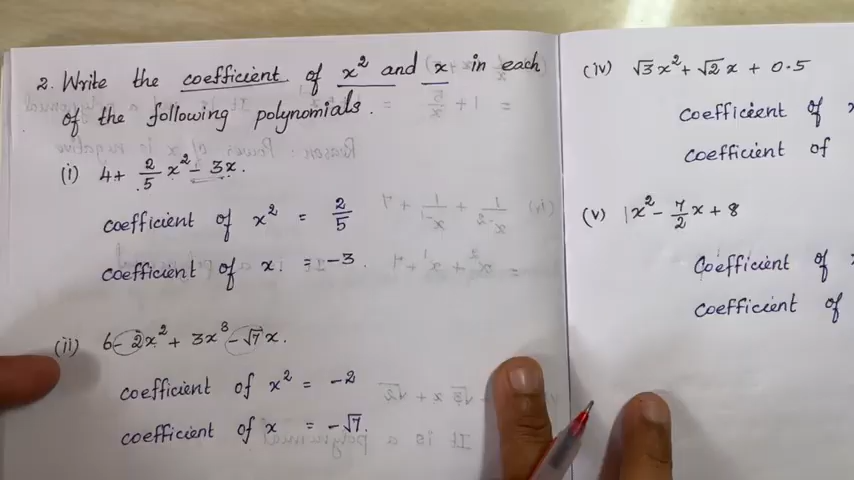 2. Write the coefficient of x² and x in each
of the following polynomials.
(i) 4 + 2/5 x² - 3x.
coefficient of x² = 2/5
coefficient of x = -3.
(ii) 6 - 2x² + 3x³ - √7 x.
coefficient of x² = -2
coefficient of x = -√7.
(iv) √3 x² + √2 x + 0.5
coefficient of
coefficient of
(v) 1x² - 7/2 x + 8
coefficient of
coefficient of